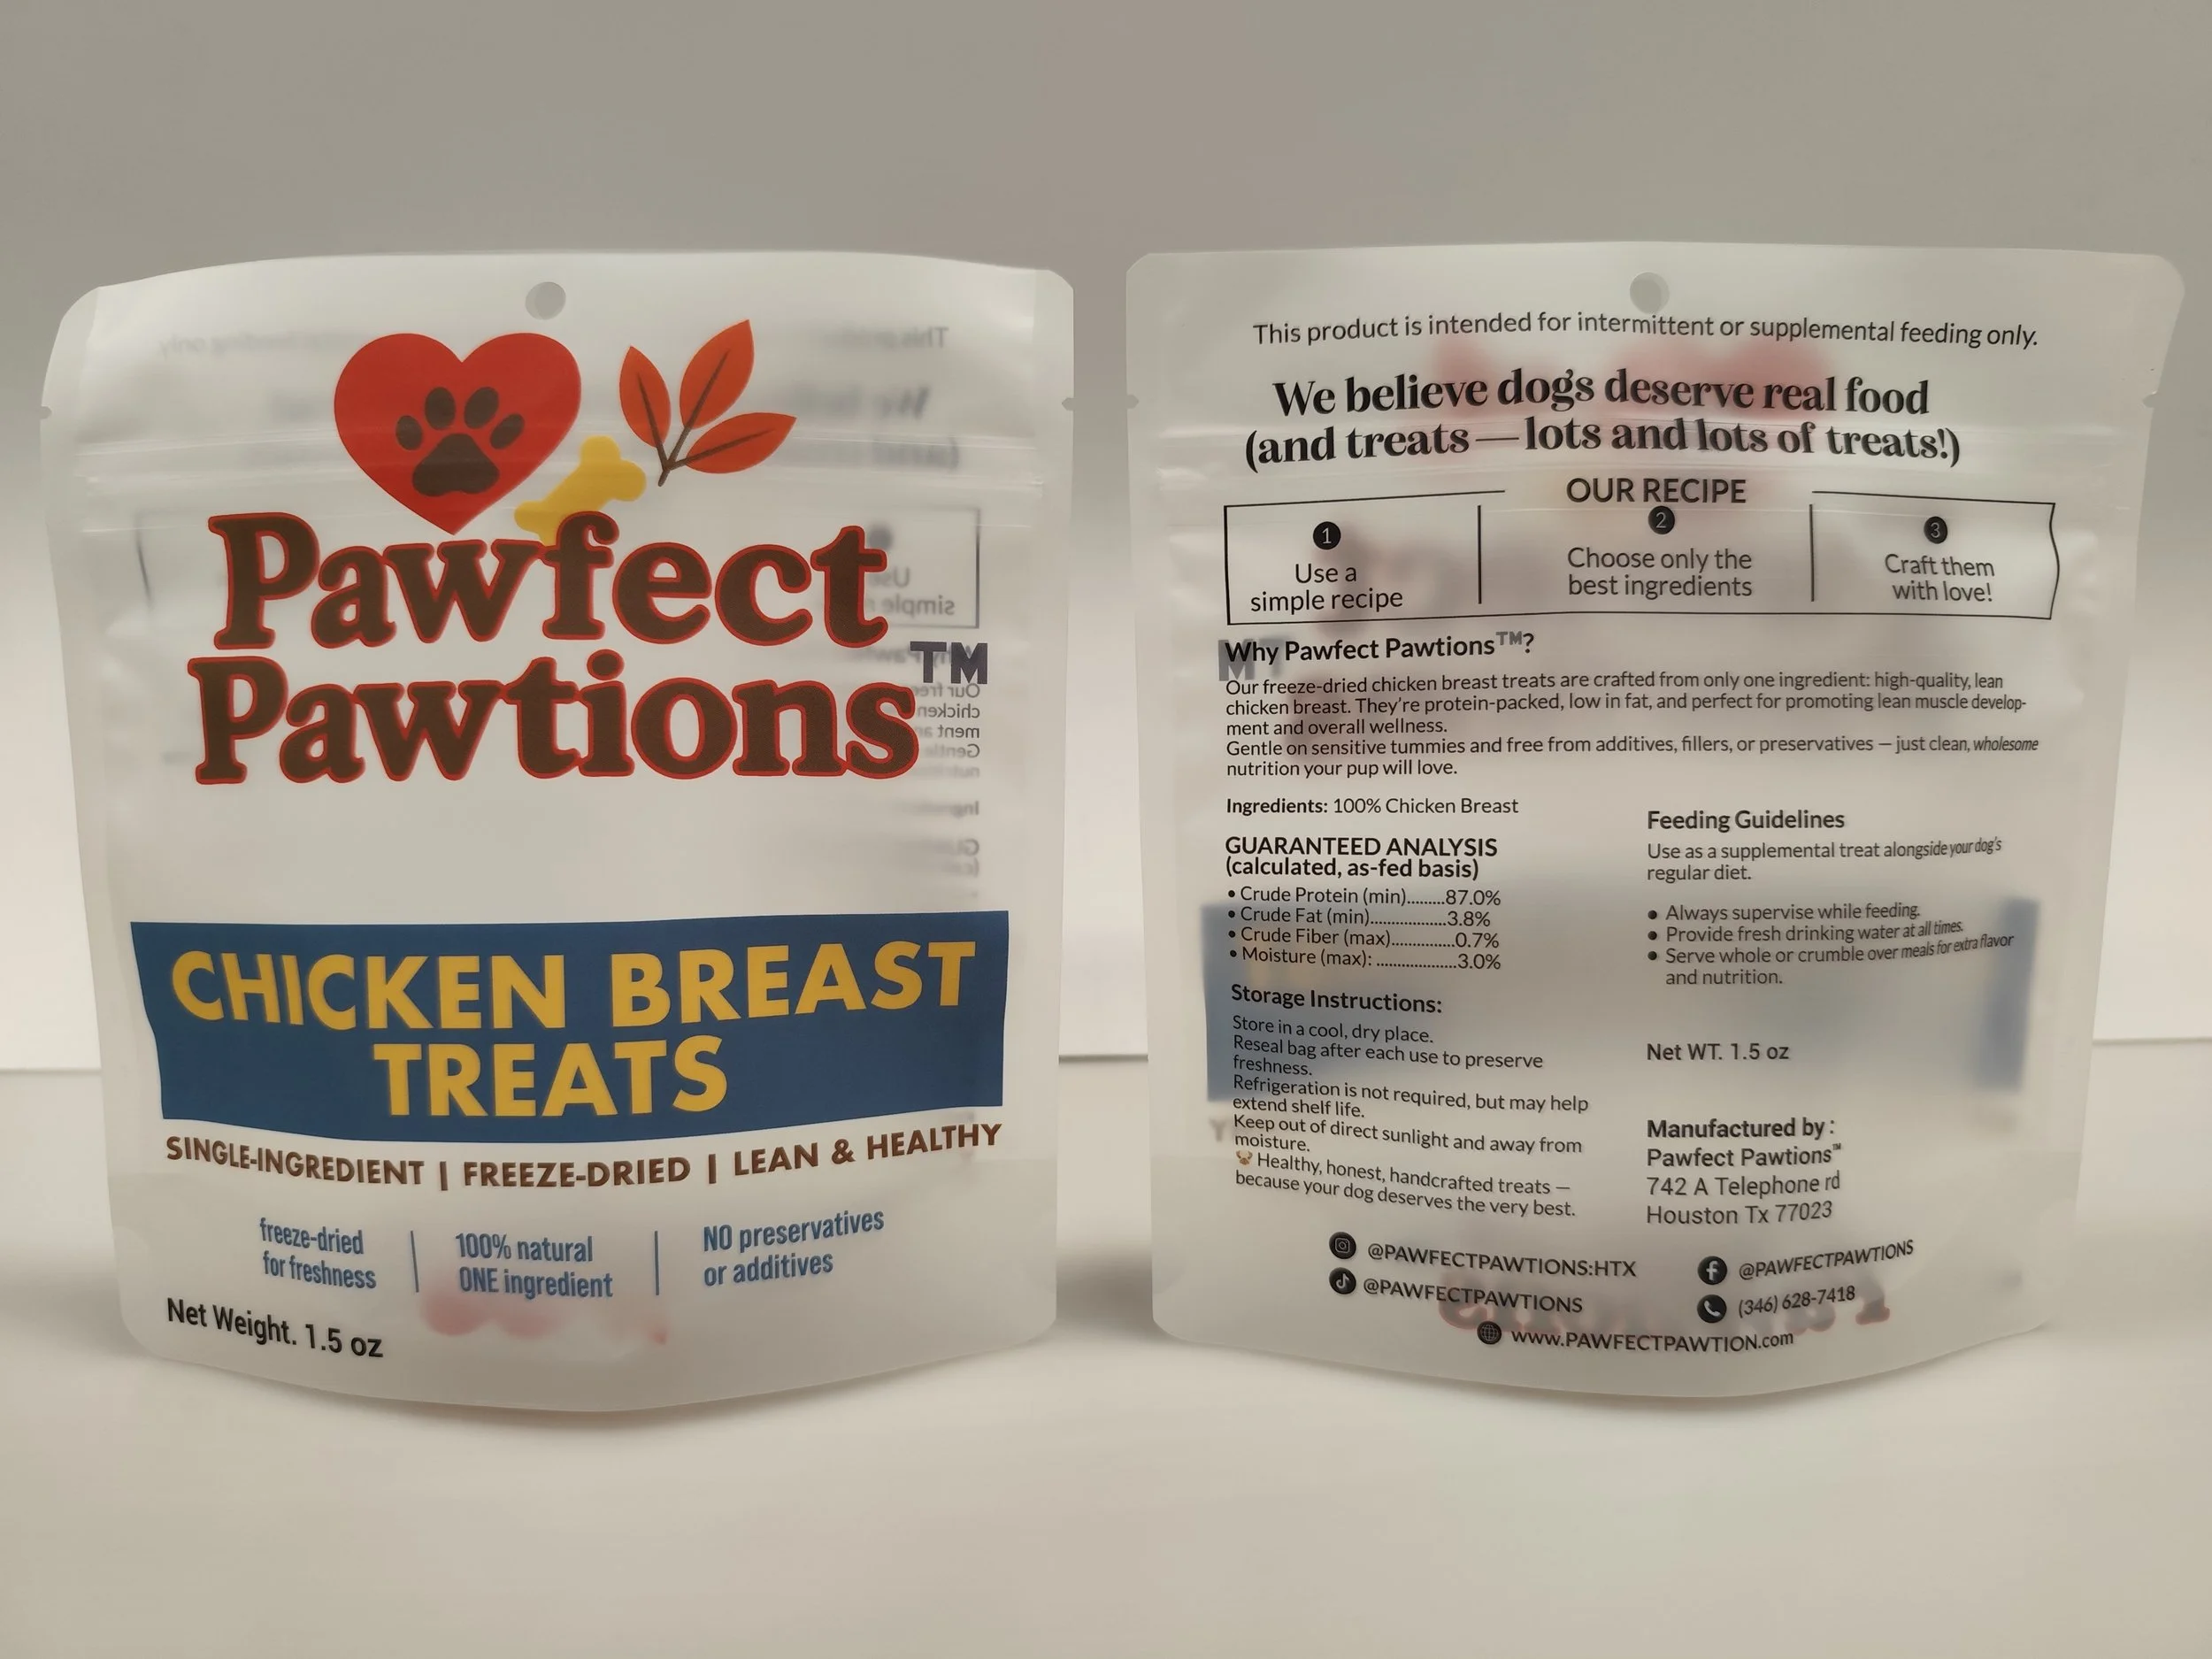 Pawfect
Pawtions™
CHICKEN BREAST
TREATS
SINGLE-INGREDIENT | FREEZE-DRIED | LEAN & HEALTHY
freeze-dried
for freshness
100% natural
ONE ingredient
NO preservatives
or additives
Net Weight. 1.5 oz
This product is intended for intermittent or supplemental feeding only.
We believe dogs deserve real food
(and treats—lots and lots of treats!)
OUR RECIPE
1
Use a
simple recipe
2
Choose only the
best ingredients
3
Craft them
with love!
Why Pawfect Pawtions™?
Our freeze-dried chicken breast treats are crafted from only one ingredient: high-quality, lean
chicken breast. They're protein-packed, low in fat, and perfect for promoting lean muscle develop-
ment and overall wellness.
Gentle on sensitive tummies and free from additives, fillers, or preservatives — just clean, wholesome
nutrition your pup will love.
Ingredients: 100% Chicken Breast
GUARANTEED ANALYSIS
(calculated, as-fed basis)
• Crude Protein (min)........87.0%
• Crude Fat (min)................3.8%
• Crude Fiber (max).............0.7%
• Moisture (max): .................3.0%
Storage Instructions:
Store in a cool, dry place.
Reseal bag after each use to preserve
freshness.
Refrigeration is not required, but may help
extend shelf life.
Keep out of direct sunlight and away from
moisture.
Healthy, honest, handcrafted treats —
because your dog deserves the very best.
Feeding Guidelines
Use as a supplemental treat alongside your dog's
regular diet.
• Always supervise while feeding.
• Provide fresh drinking water at all times.
• Serve whole or crumble over meals for extra flavor
and nutrition.
Net WT. 1.5 oz
Manufactured by :
Pawfect Pawtions™
742 A Telephone rd
Houston Tx 77023
@PAWFECTPAWTIONS:HTX
@PAWFECTPAWTIONS
@PAWFECTPAWTIONS
(346) 628-7418
www.PAWFECTPAWTION.com